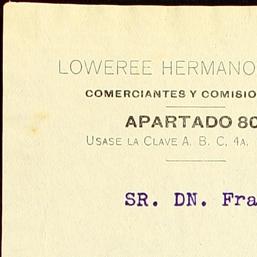 LOWEREE HERMANO
COMERCIANTES Y COMISIO
APARTADO 80
USASE LA CLAVE A. B. C, 4A.
SR. DN. Fra